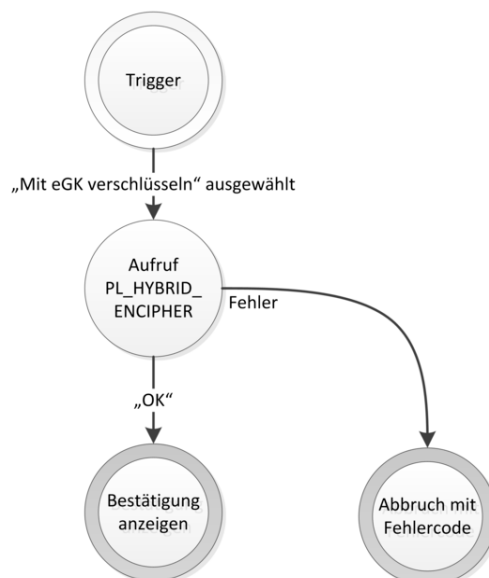 Trigger
„Mit eGK verschlüsseln“ ausgewählt
Aufruf
PL_HYBRID_
ENCIPHER
Fehler
„OK“
Bestätigung
anzeigen
Abbruch mit
Fehlercode